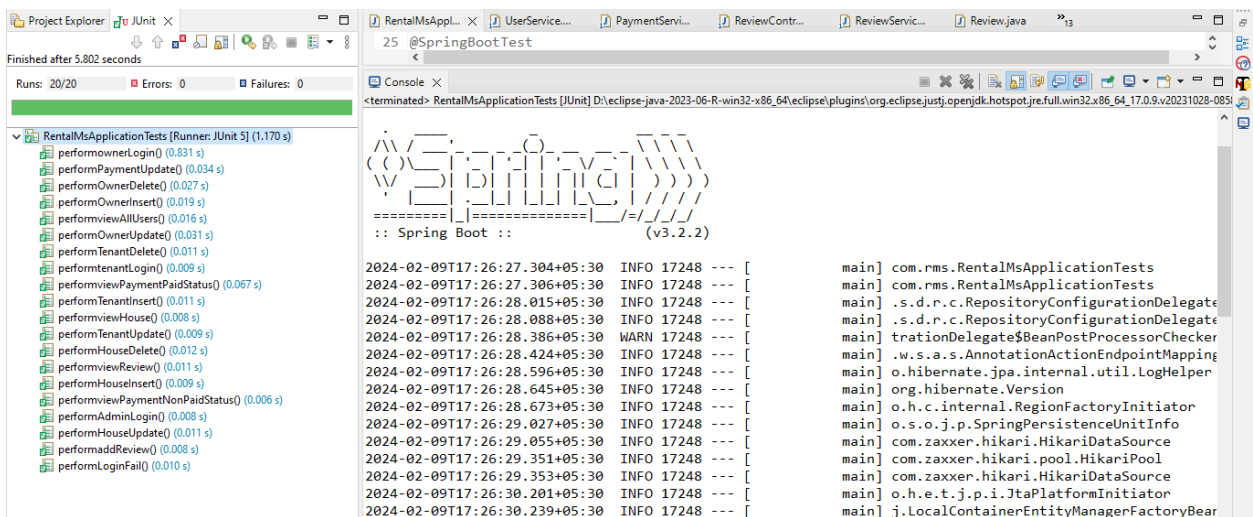 Project Explorer JUnit
Finished after 5.802 seconds
Runs: 20/20 Errors: 0 Failures: 0
RentalMsApplicationTests [Runner: JUnit 5] (1.170 s)
performownerLogin() (0.831 s)
performPaymentUpdate() (0.034 s)
performOwnerDelete() (0.027 s)
performOwnerInsert() (0.019 s)
performviewAllUsers() (0.016 s)
performOwnerUpdate() (0.031 s)
performTenantDelete() (0.011 s)
performtenantLogin() (0.009 s)
performviewPaymentPaidStatus() (0.067 s)
performTenantInsert() (0.011 s)
performviewHouse() (0.008 s)
performTenantUpdate() (0.009 s)
performHouseDelete() (0.012 s)
performviewReview() (0.011 s)
performHouseInsert() (0.009 s)
performviewPaymentNonPaidStatus() (0.006 s)
performAdminLogin() (0.008 s)
performHouseUpdate() (0.011 s)
performaddReview() (0.008 s)
performLoginFail() (0.010 s)
RentalMsAppl... UserService.... PaymentServi... ReviewContr... ReviewServic... Review.java »13
25 @SpringBootTest
Console
<terminated> RentalMsApplicationTests [JUnit] D:\eclipse-java-2023-06-R-win32-x86_64\eclipse\plugins\org.eclipse.justj.openjdk.hotspot.jre.full.win32.x86_64_17.0.9.v20231028-085
Spring
:: Spring Boot :: (v3.2.2)
2024-02-09T17:26:27.304+05:30 INFO 17248 --- [ main] com.rms.RentalMsApplicationTests
2024-02-09T17:26:27.306+05:30 INFO 17248 --- [ main] com.rms.RentalMsApplicationTests
2024-02-09T17:26:28.015+05:30 INFO 17248 --- [ main] .s.d.r.c.RepositoryConfigurationDelegate
2024-02-09T17:26:28.088+05:30 INFO 17248 --- [ main] .s.d.r.c.RepositoryConfigurationDelegate
2024-02-09T17:26:28.386+05:30 WARN 17248 --- [ main] trationDelegate$BeanPostProcessorChecker
2024-02-09T17:26:28.424+05:30 INFO 17248 --- [ main] .w.s.a.s.AnnotationActionEndpointMapping
2024-02-09T17:26:28.596+05:30 INFO 17248 --- [ main] o.hibernate.jpa.internal.util.LogHelper
2024-02-09T17:26:28.645+05:30 INFO 17248 --- [ main] org.hibernate.Version
2024-02-09T17:26:28.673+05:30 INFO 17248 --- [ main] o.h.c.internal.RegionFactoryInitiator
2024-02-09T17:26:29.027+05:30 INFO 17248 --- [ main] o.s.o.j.p.SpringPersistenceUnitInfo
2024-02-09T17:26:29.055+05:30 INFO 17248 --- [ main] com.zaxxer.hikari.HikariDataSource
2024-02-09T17:26:29.351+05:30 INFO 17248 --- [ main] com.zaxxer.hikari.pool.HikariPool
2024-02-09T17:26:29.353+05:30 INFO 17248 --- [ main] com.zaxxer.hikari.HikariDataSource
2024-02-09T17:26:30.201+05:30 INFO 17248 --- [ main] o.h.e.t.j.p.i.JtaPlatformInitiator
2024-02-09T17:26:30.239+05:30 INFO 17248 --- [ main] j.LocalContainerEntityManagerFactoryBean